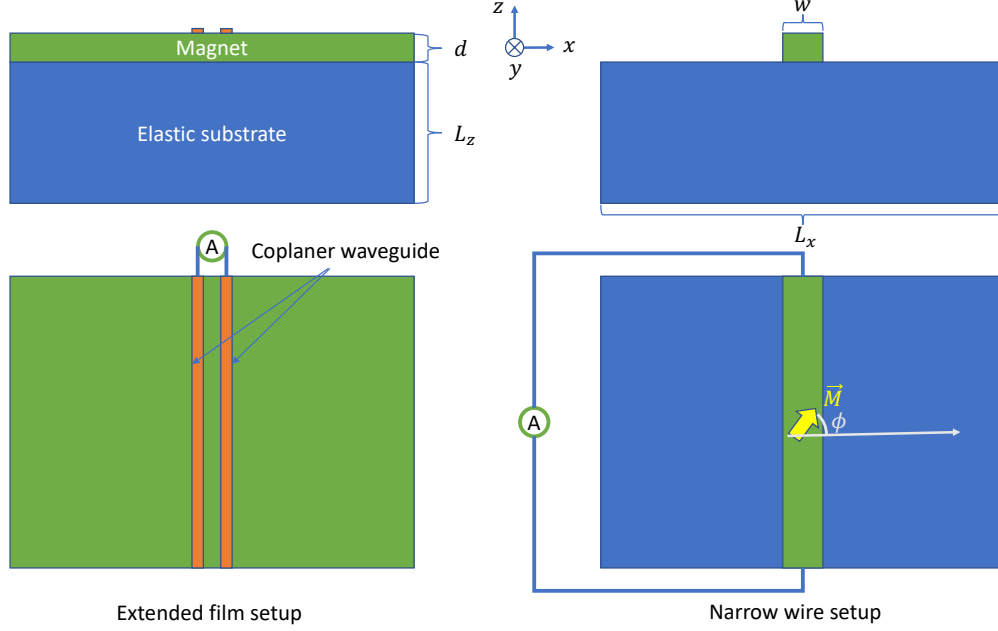 Magnet
d
Elastic substrate
L_z
z
x
y
w
L_x
A
Coplaner waveguide
A
M⃗
ϕ
Extended film setup
Narrow wire setup